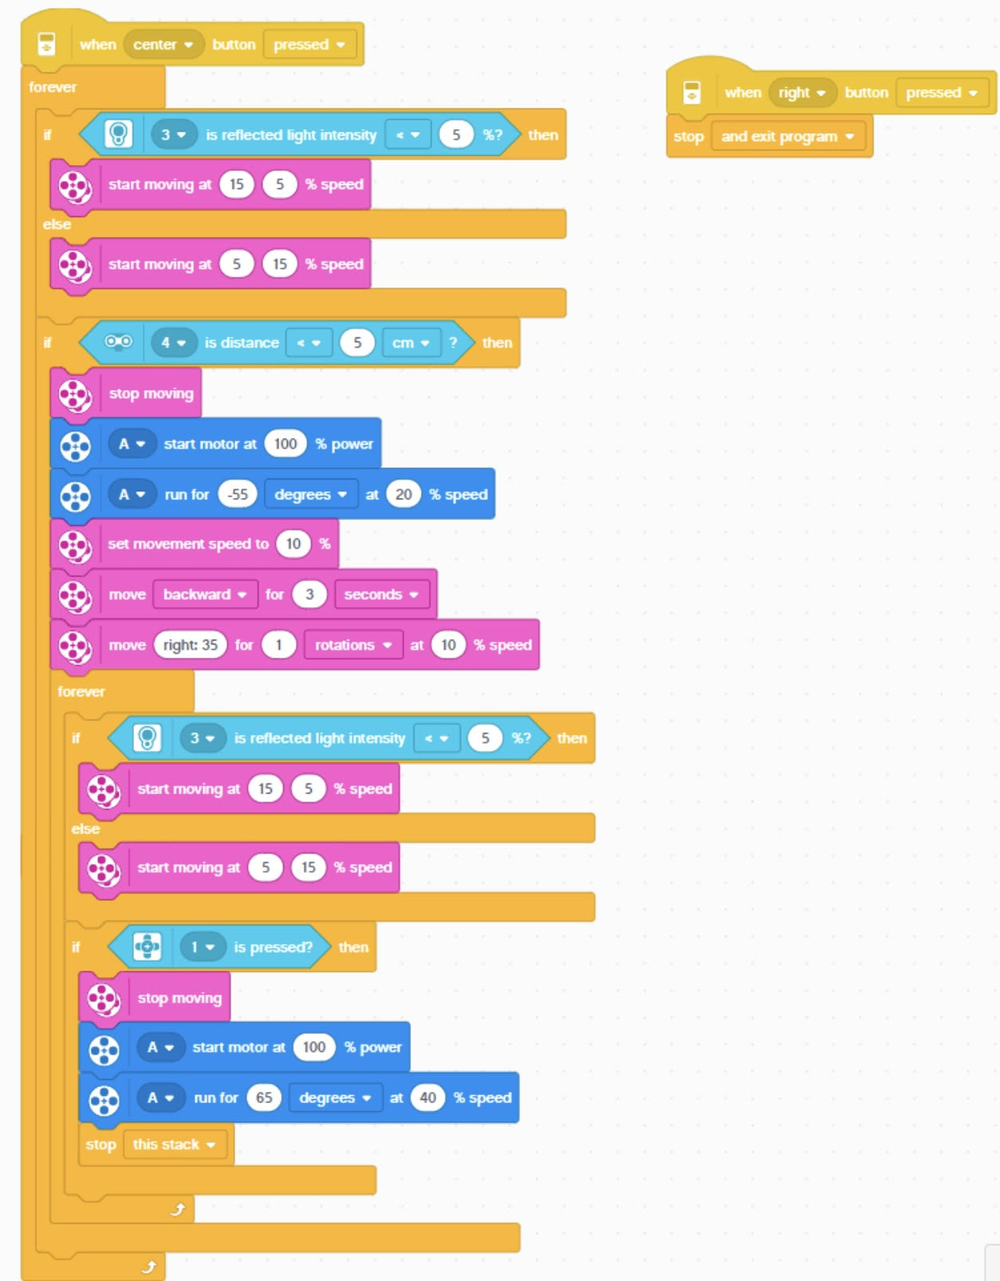 when center button pressed
forever
if 3 is reflected light intensity < 5 %? then
start moving at 15 5 % speed
else
start moving at 5 15 % speed
if 4 is distance < 5 cm ? then
stop moving
A start motor at 100 % power
A run for -55 degrees at 20 % speed
set movement speed to 10 %
move backward for 3 seconds
move right: 35 for 1 rotations at 10 % speed
forever
if 3 is reflected light intensity < 5 %? then
start moving at 15 5 % speed
else
start moving at 5 15 % speed
if 1 is pressed? then
stop moving
A start motor at 100 % power
A run for 65 degrees at 40 % speed
stop this stack
when right button pressed
stop and exit program